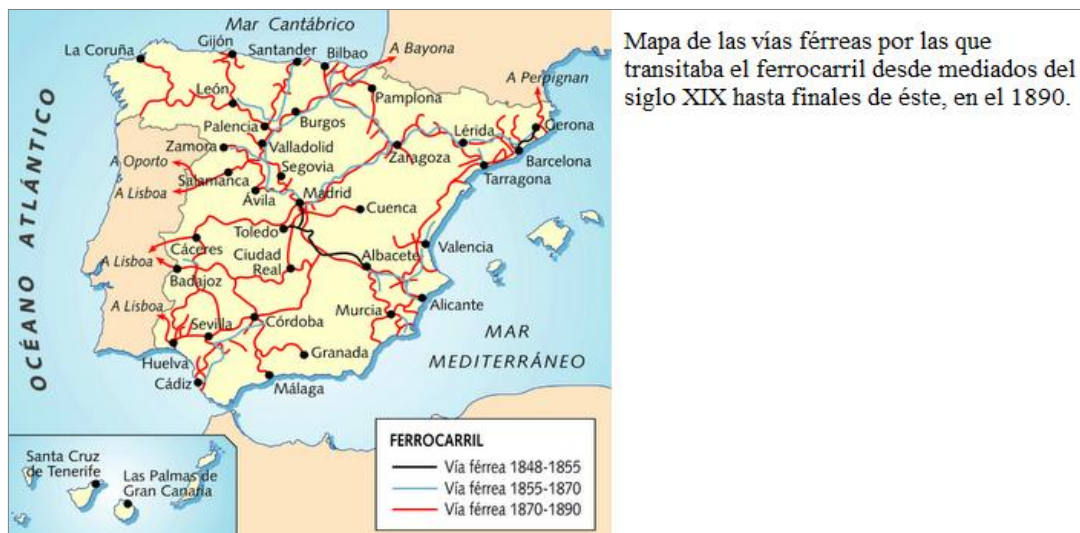 Mar Cantábrico
La Coruña
Gijón
Santander
Bilbao
A Bayona
A Perpignan
León
Pamplona
Palencia
Burgos
Lérida
Gerona
Zamora
Valladolid
Zaragoza
Barcelona
A Oporto
Segovia
Tarragona
Salamanca
A Lisboa
Ávila
Madrid
Cuenca
Toledo
Cáceres
Valencia
A Lisboa
Ciudad
Real
Albacete
Badajoz
Alicante
A Lisboa
Murcia
Sevilla
Córdoba
Granada
Huelva
Cádiz
Málaga
OCÉANO ATLÁNTICO
MAR
MEDITERRÁNEO
Santa Cruz
de Tenerife
Las Palmas de
Gran Canaria
FERROCARRIL
Vía férrea 1848-1855
Vía férrea 1855-1870
Vía férrea 1870-1890
Mapa de las vías férreas por las que
transitaba el ferrocarril desde mediados del
siglo XIX hasta finales de éste, en el 1890.